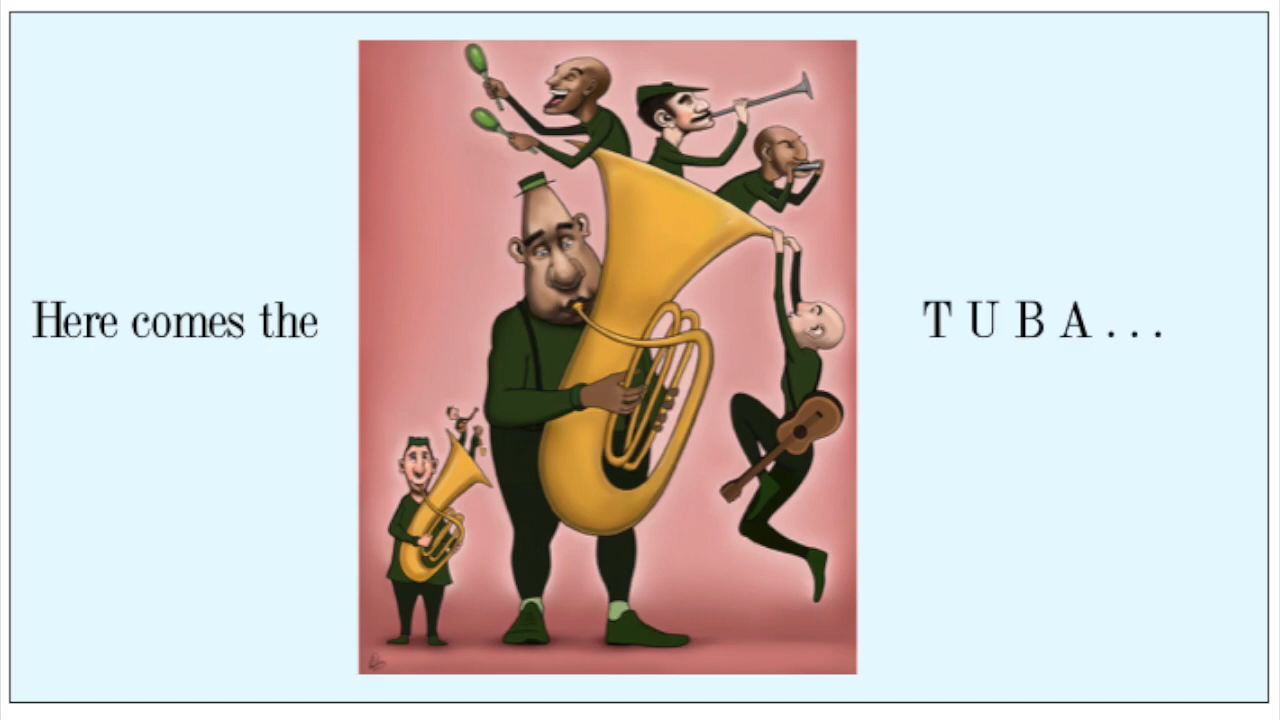 Here comes the
T U B A . . .